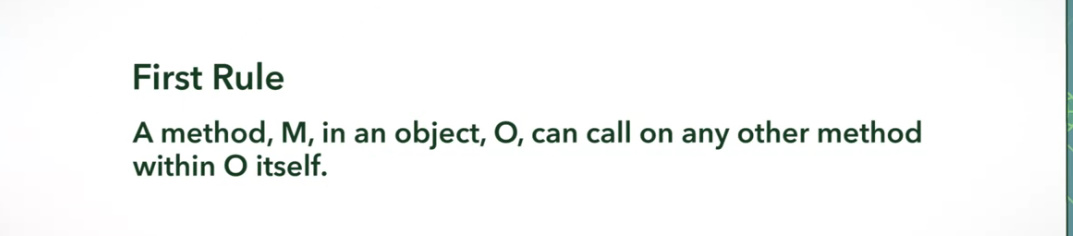 First Rule
A method, M, in an object, O, can call on any other method
within O itself.